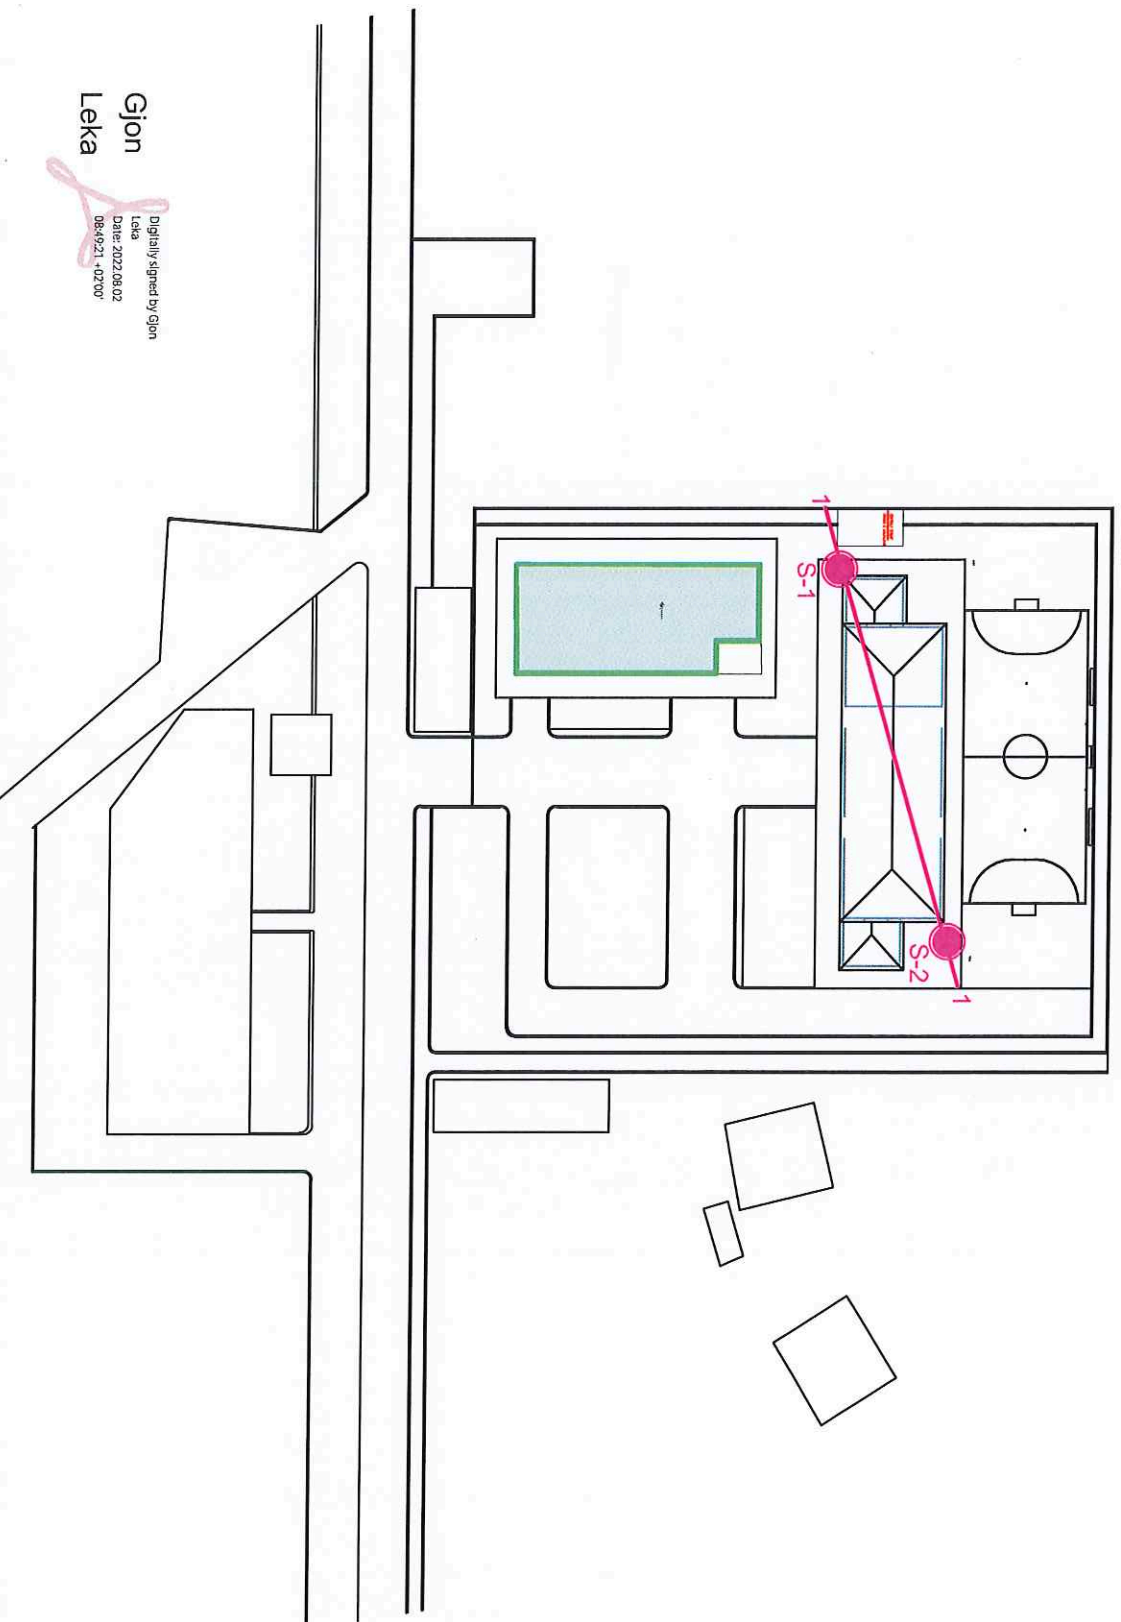 Gjon
Leka
Digitally signed by Gjon
Leka
Date: 2022.08.02
08:49:21 +02'00'
1
S-1
S-2
1